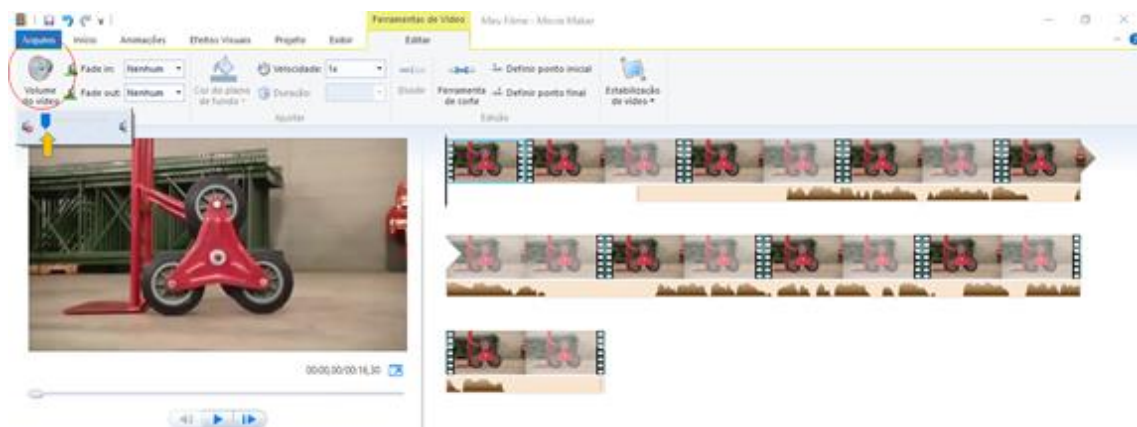 Ferramentas de Vídeo
Meu Filme - Movie Maker
Arquivo
Início
Animações
Efeitos Visuais
Projeto
Exibir
Editar
Volume
do vídeo
Fade in:
Nenhum
Fade out:
Nenhum
Cor do plano
de fundo
Velocidade:
1x
Duração:
Ajustar
Dividir
Ferramenta
de corte
Definir ponto inicial
Definir ponto final
Edição
Estabilização
de vídeo
00:00,00/00:16,30